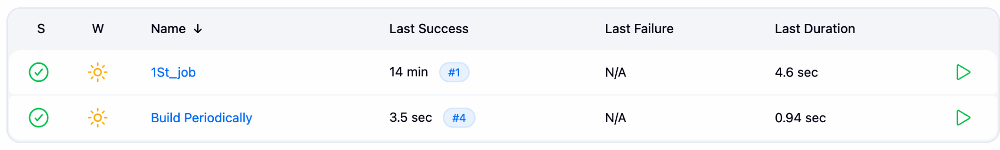 S W Name ↓ Last Success Last Failure Last Duration
1St_job 14 min #1 N/A 4.6 sec
Build Periodically 3.5 sec #4 N/A 0.94 sec